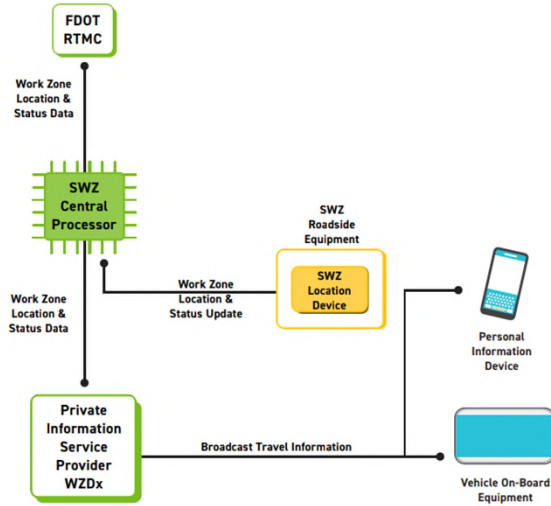 FDOT
RTMC
Work Zone
Location &
Status Data
SWZ
Central
Processor
SWZ
Roadside
Equipment
SWZ
Location
Device
Work Zone
Location &
Status Update
Work Zone
Location &
Status Data
Personal
Information
Device
Private
Information
Service
Provider
WZDx
Broadcast Travel Information
Vehicle On-Board
Equipment